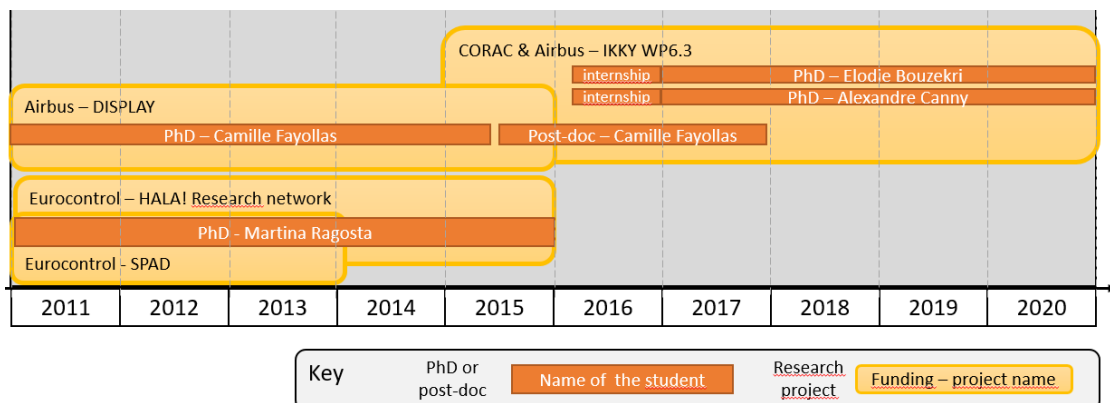 CORAC & Airbus – IKKY WP6.3
internship
PhD – Elodie Bouzekri
internship
PhD – Alexandre Canny
Airbus – DISPLAY
PhD – Camille Fayollas
Post-doc – Camille Fayollas
Eurocontrol – HALA! Research network
PhD - Martina Ragosta
Eurocontrol - SPAD
2011 2012 2013 2014 2015 2016 2017 2018 2019 2020
Key
PhD or
post-doc
Name of the student
Research
project
Funding – project name